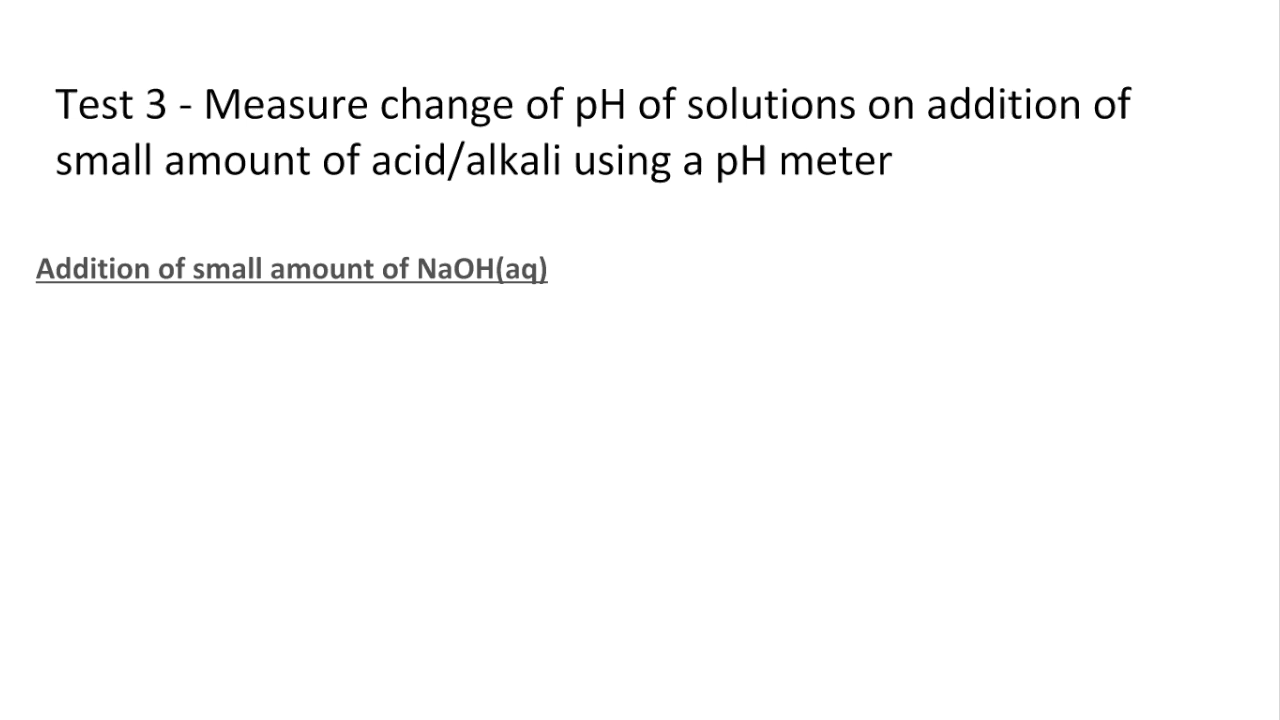 Test 3 - Measure change of pH of solutions on addition of
small amount of acid/alkali using a pH meter
Addition of small amount of NaOH(aq)